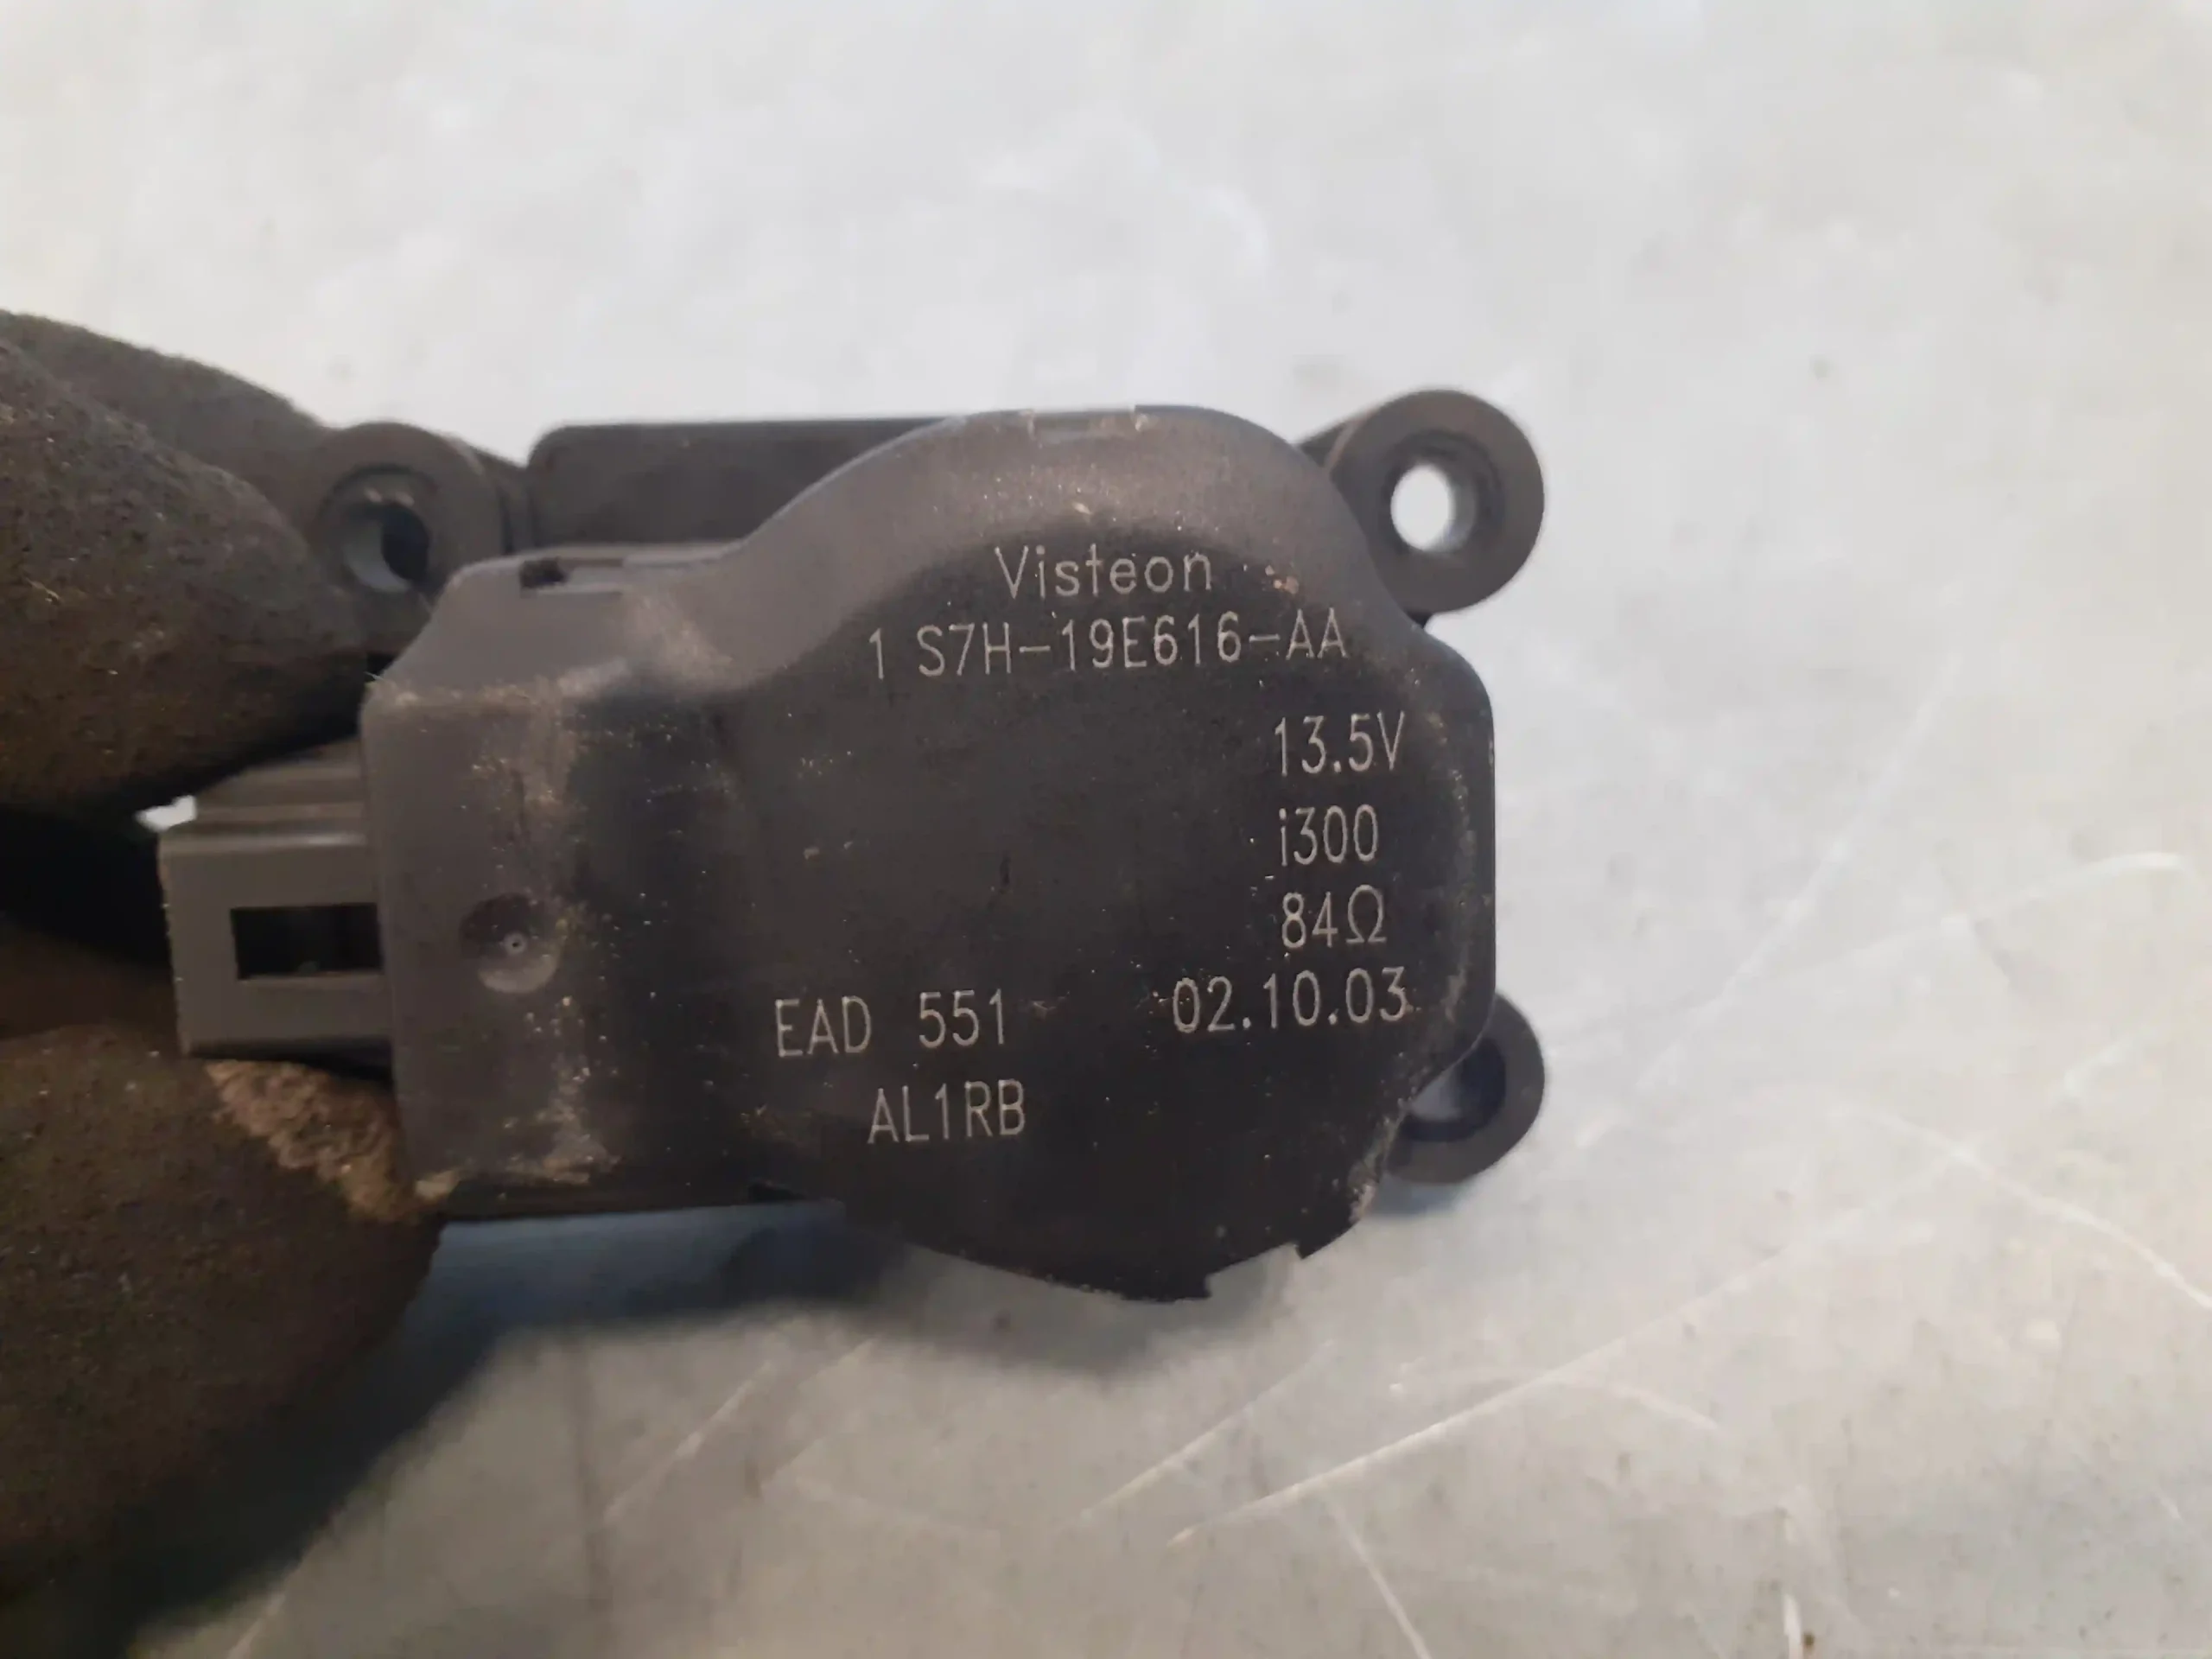 Visteon
1 S7H-19E616-AA
13.5V
i300
84Ω
EAD 551 02.10.03
AL1RB